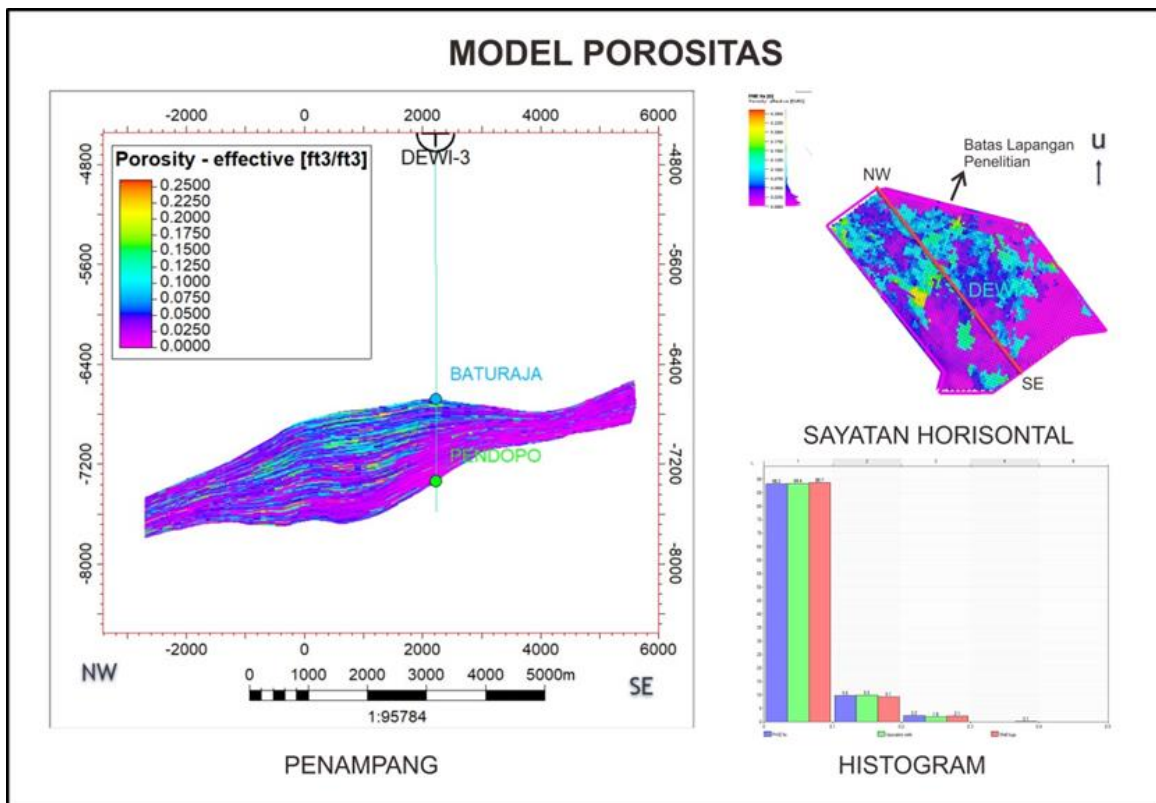 MODEL POROSITAS
-2000 0 2000 4000 6000
DEWI-3
Porosity - effective [ft3/ft3]
0.2500
0.2250
0.2000
0.1750
0.1500
0.1250
0.1000
0.0750
0.0500
0.0250
0.0000
-4800
-5600
-6400
-7200
-8000
-4800
-5600
-6400
-7200
-8000
BATURAJA
PENDOPO
-2000 0 2000 4000 6000
NW
SE
0 1000 2000 3000 4000 5000m
1:95784
PENAMPANG
Batas Lapangan
Penelitian
u
NW
DEWI
SE
SAYATAN HORISONTAL
HISTOGRAM